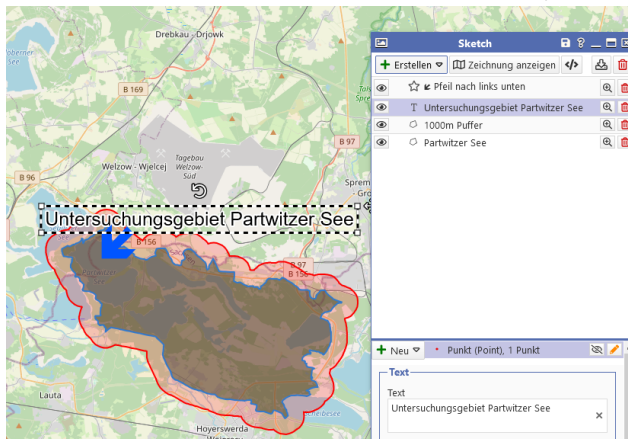 Drebkau - Drjowk
B 169
B 97
Tagebau
Welzow-
Süd
Welzow - Wjelcej
B 96
Sprem
- Gro
Untersuchungsgebiet Partwitzer See
B 156
B 97
B 156
Partwitzer
See
Lauta
Hoyerswerda
Sketch
Erstellen
Zeichnung anzeigen
Pfeil nach links unten
T Untersuchungsgebiet Partwitzer See
1000m Puffer
Partwitzer See
Neu
Punkt (Point), 1 Punkt
Text
Text
Untersuchungsgebiet Partwitzer See